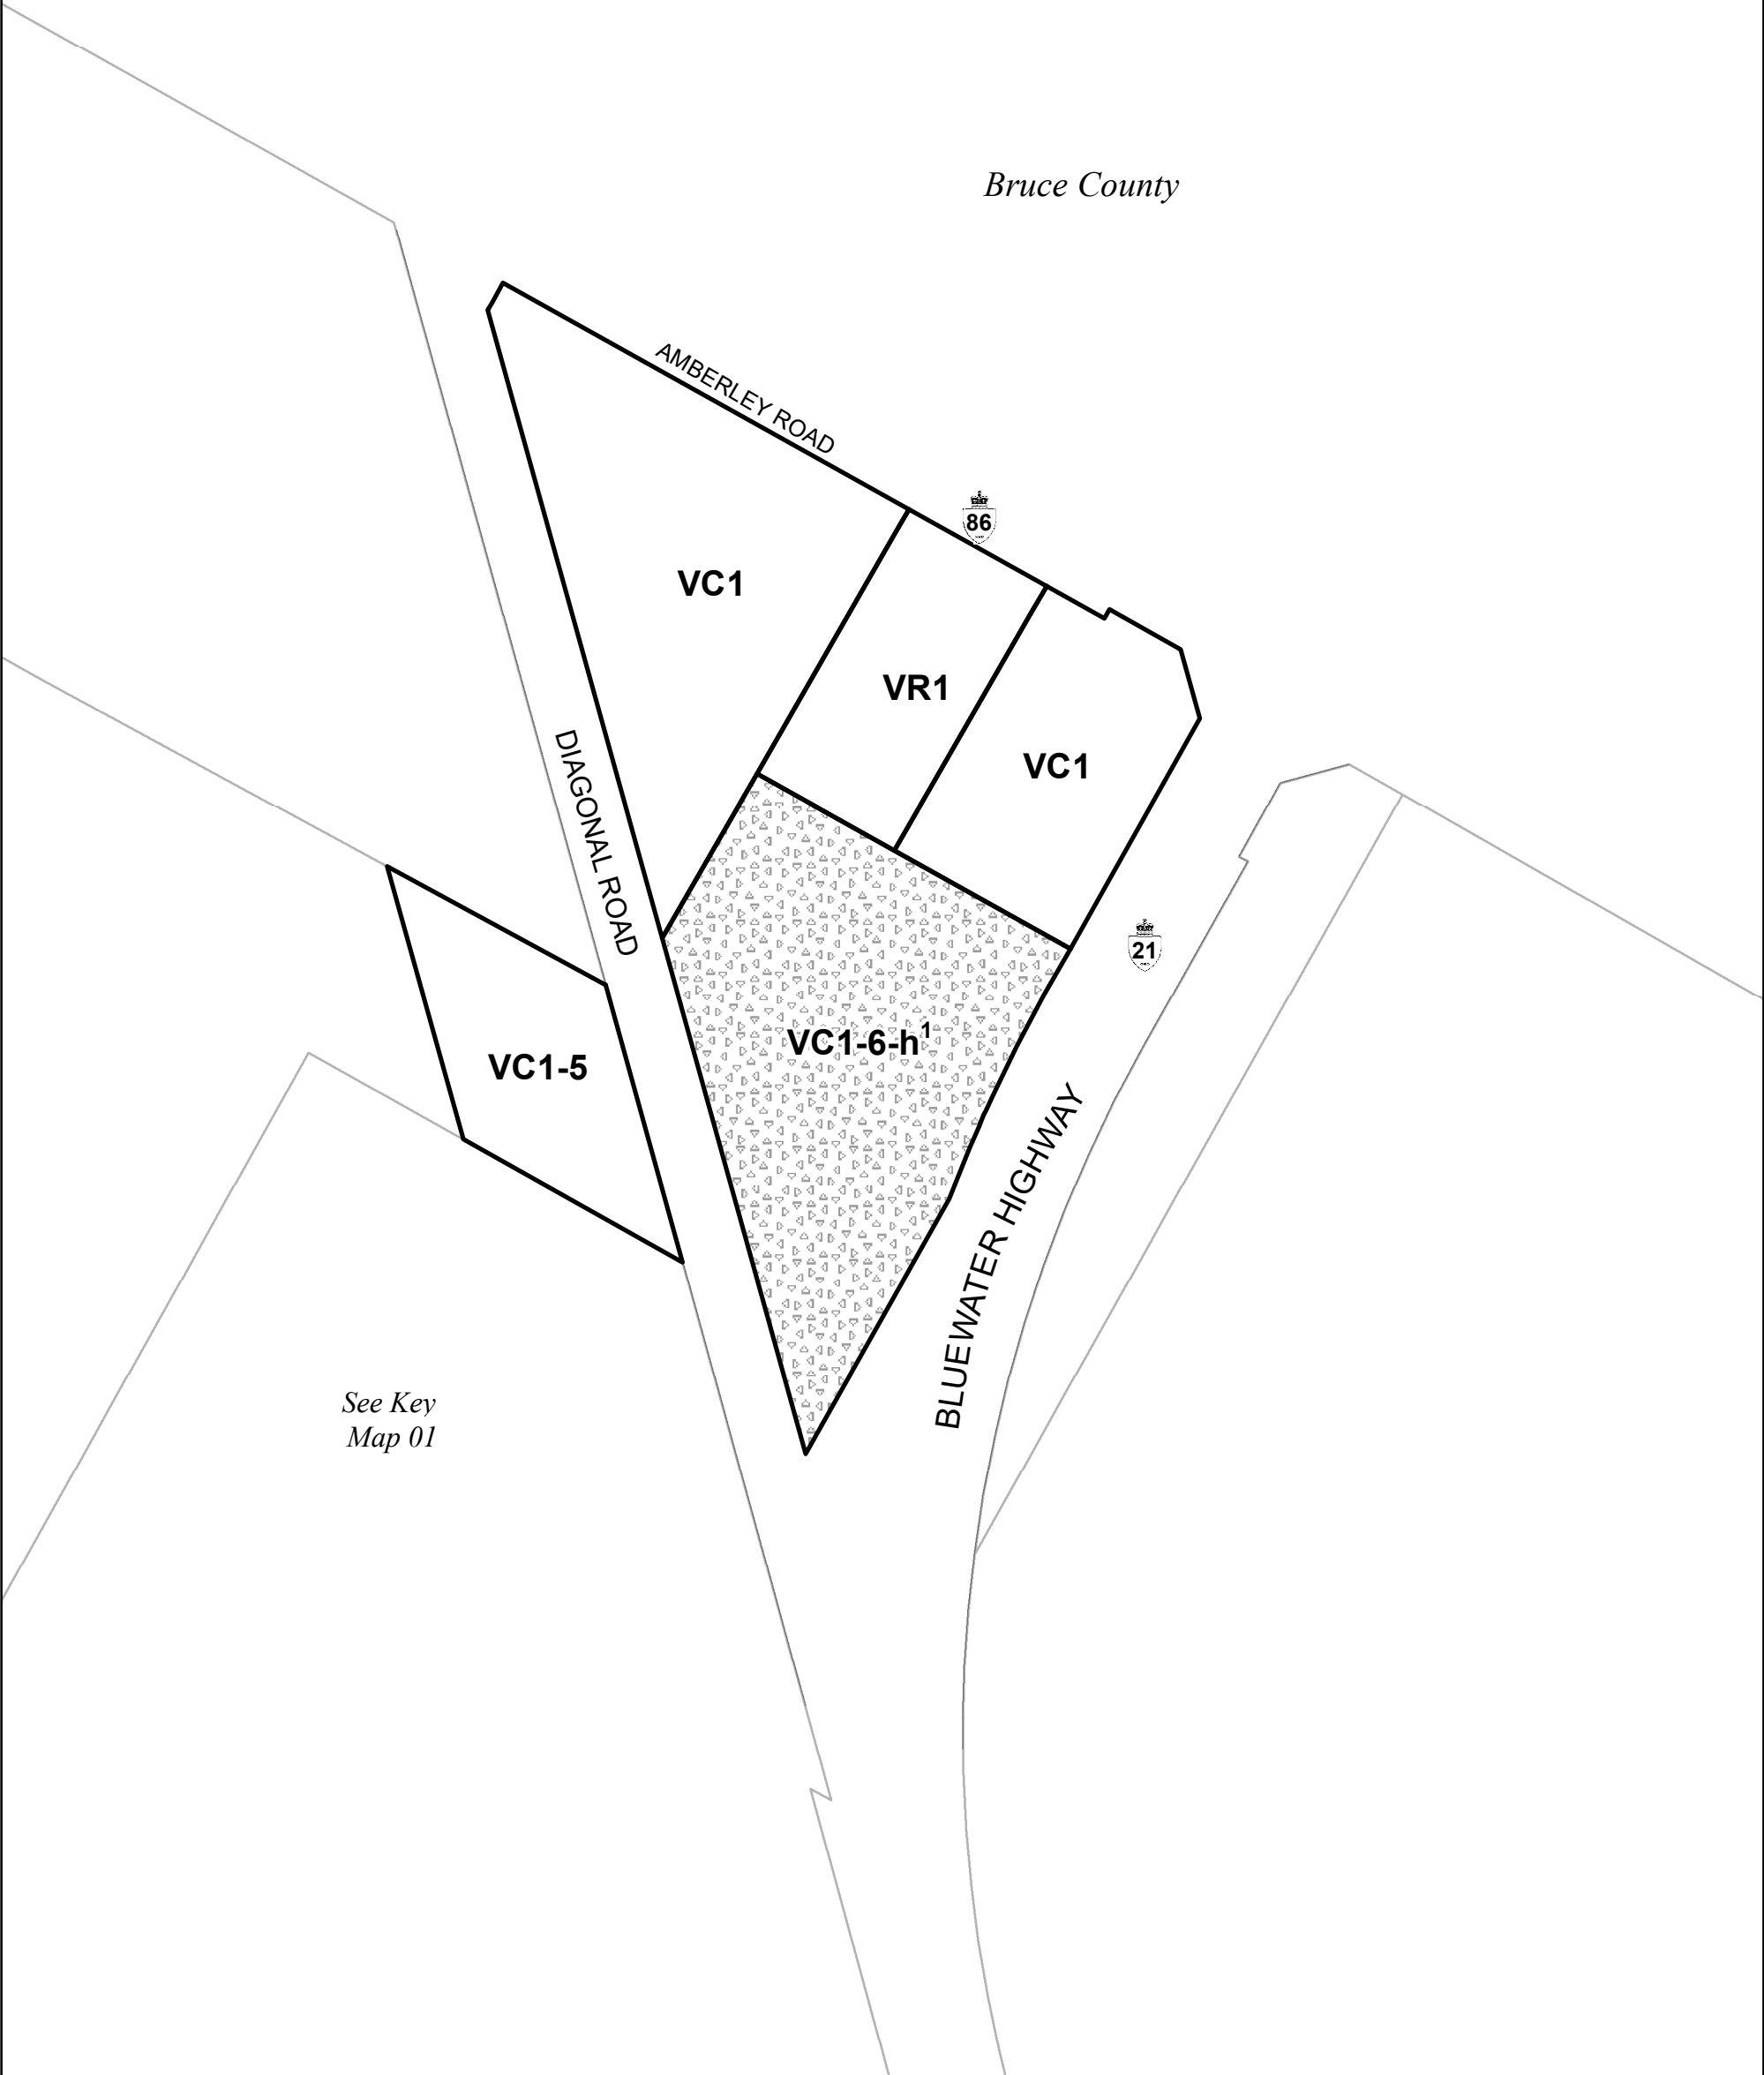 Bruce County
AMBERLEY ROAD
86
VC1
VR1
VC1
DIAGONAL ROAD
21
VC1-6-h¹
VC1-5
BLUEWATER HIGHWAY
See Key
Map 01